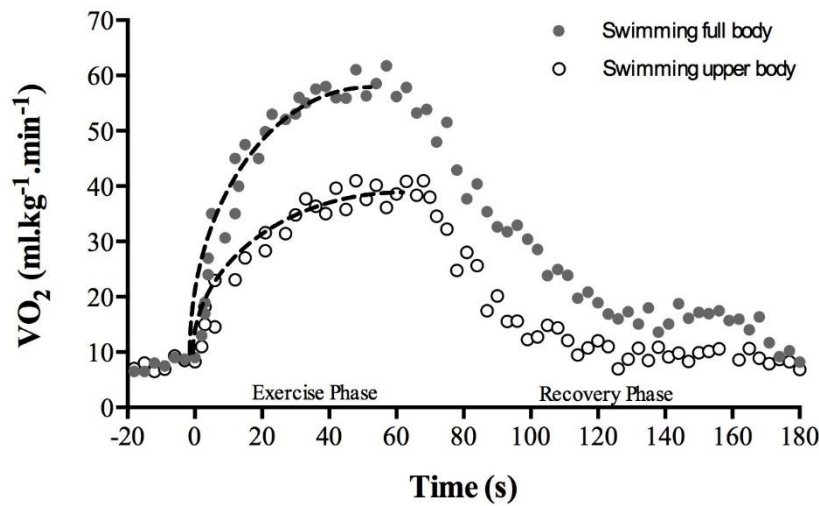 70
60
50
40
30
20
10
0
VO2 (ml.kg-1.min-1)
Swimming full body
Swimming upper body
Exercise Phase
Recovery Phase
-20 0 20 40 60 80 100 120 140 160 180
Time (s)